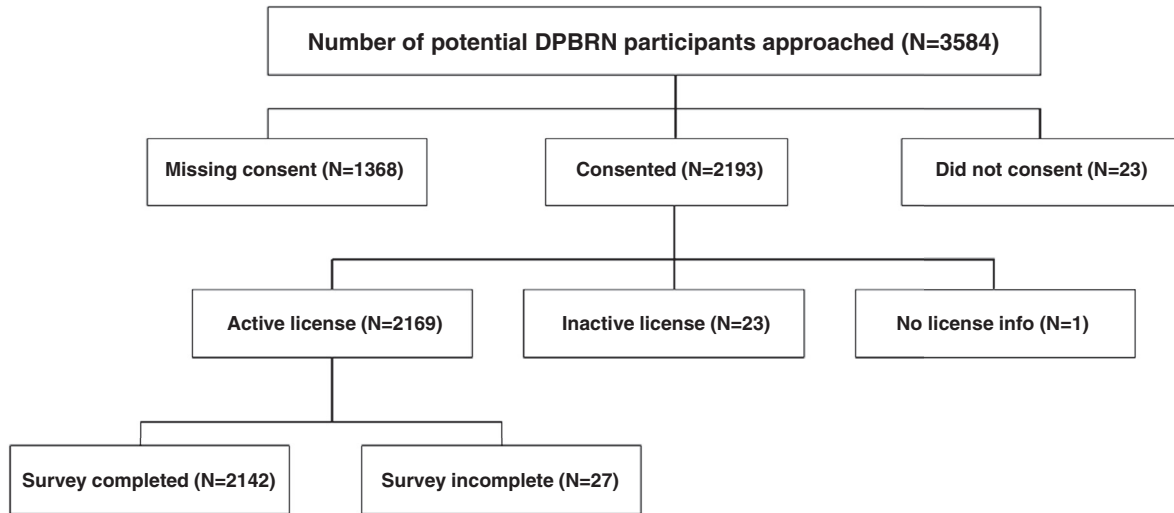 Number of potential DPBRN participants approached (N=3584)
Missing consent (N=1368)
Consented (N=2193)
Did not consent (N=23)
Active license (N=2169)
Inactive license (N=23)
No license info (N=1)
Survey completed (N=2142)
Survey incomplete (N=27)